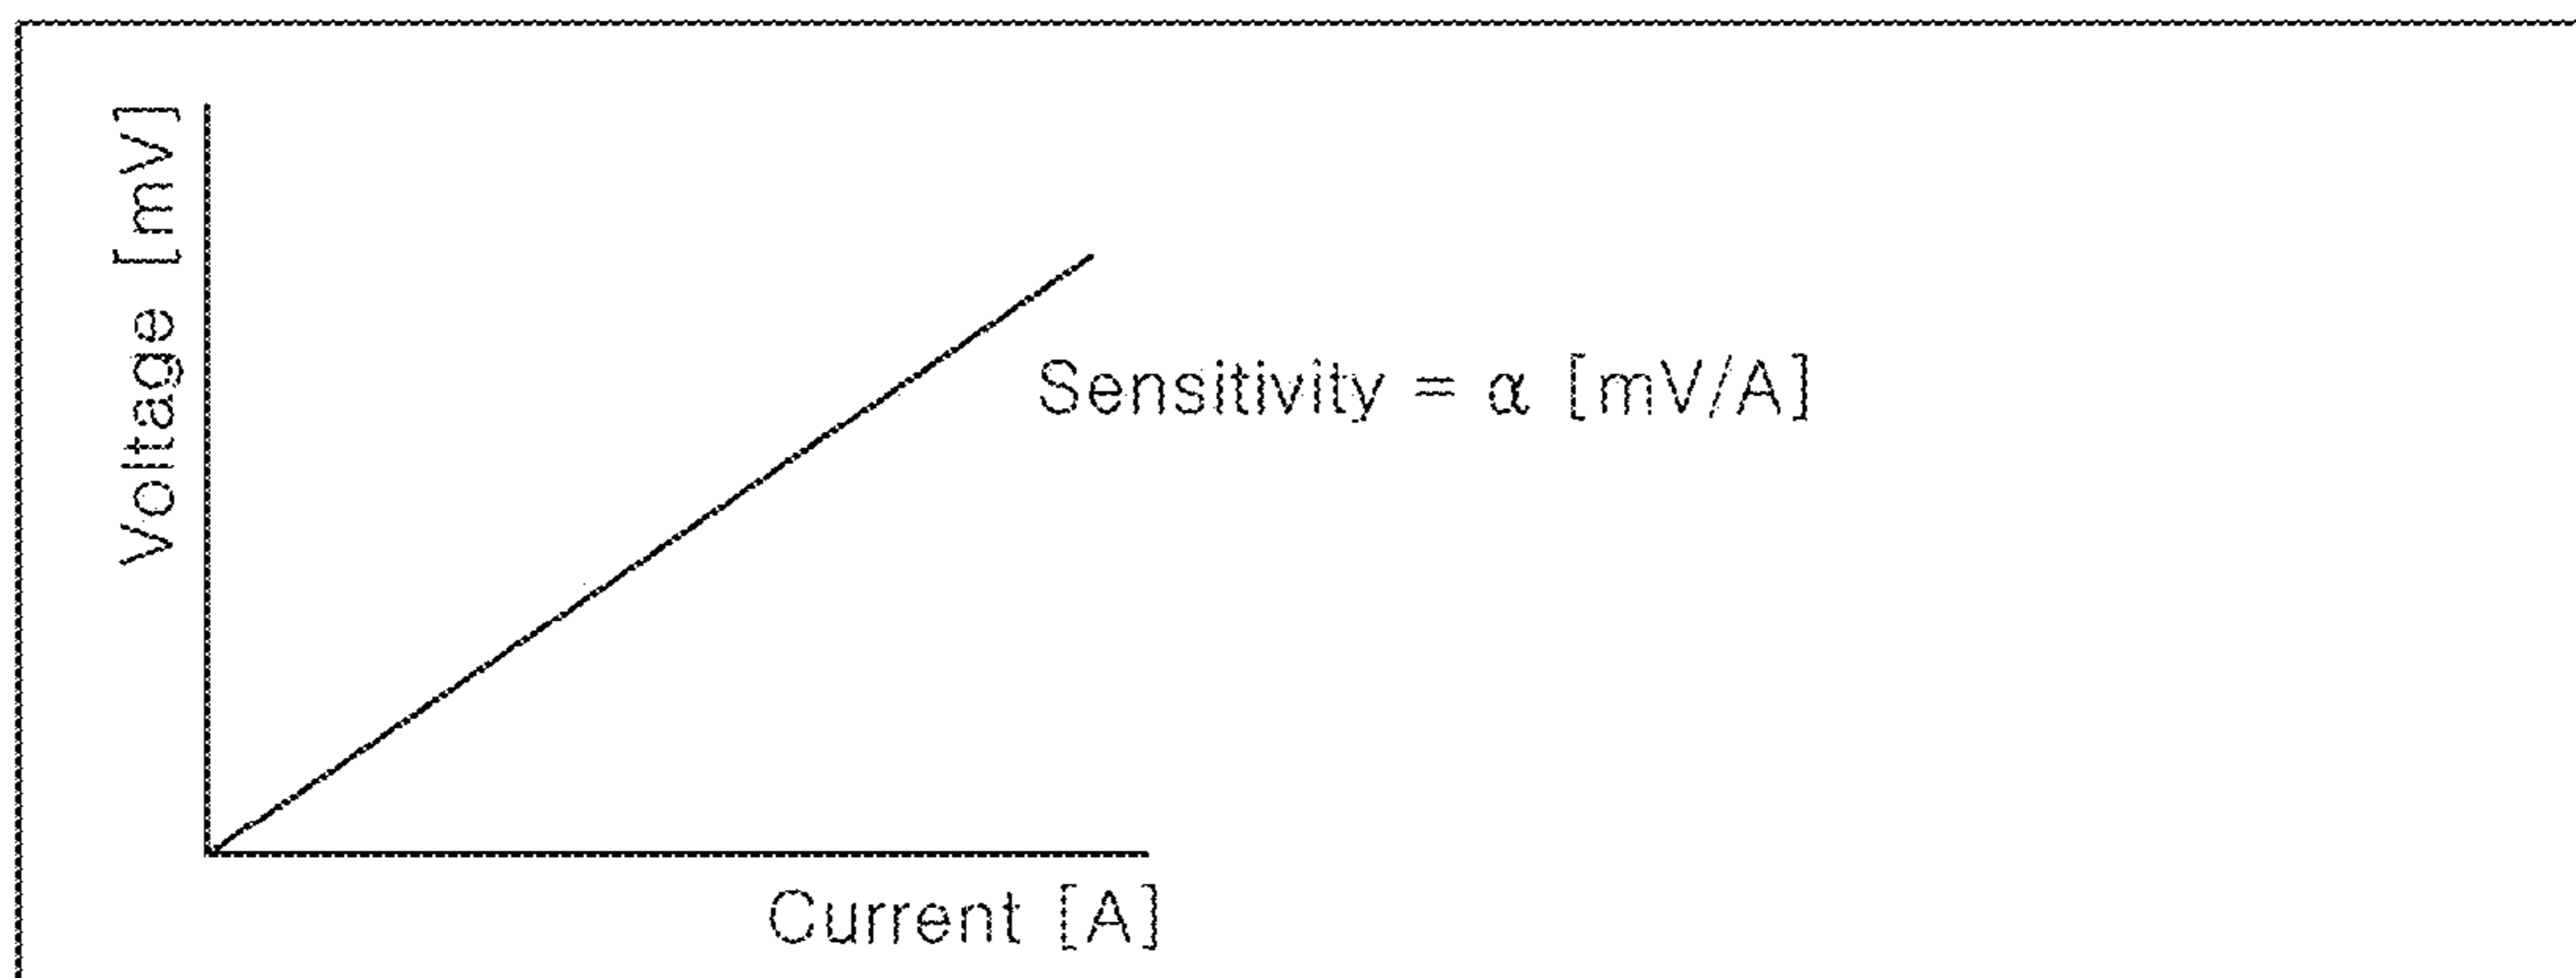 Voltage [mV]
Sensitivity = α [mV/A]
Current [A]